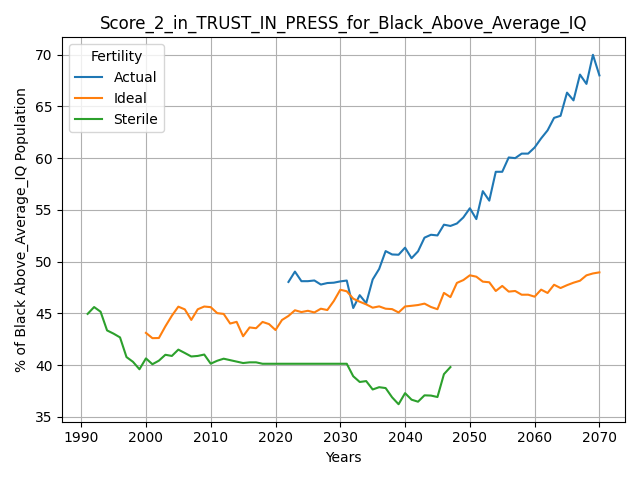 Score_2_in_TRUST_IN_PRESS_for_Black_Above_Average_IQ
Fertility
Actual
Ideal
Sterile
% of Black Above_Average_IQ Population
70
65
60
55
50
45
40
35
1990 2000 2010 2020 2030 2040 2050 2060 2070
Years